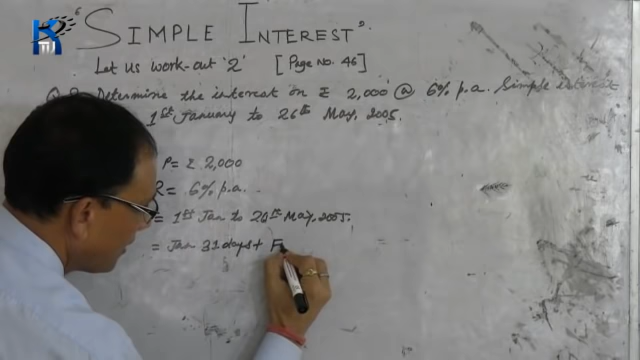 "SIMPLE INTEREST".
Let us work-out '2' [Page No. 46]
Determine the interest on ₹ 2,000 @ 6% p.a. Simple interest
1st January to 26th May, 2005.
P = ₹ 2,000
R = 6% p.a.
= 1st Jan to 26th May, 2005.
= Jan 31 days + F